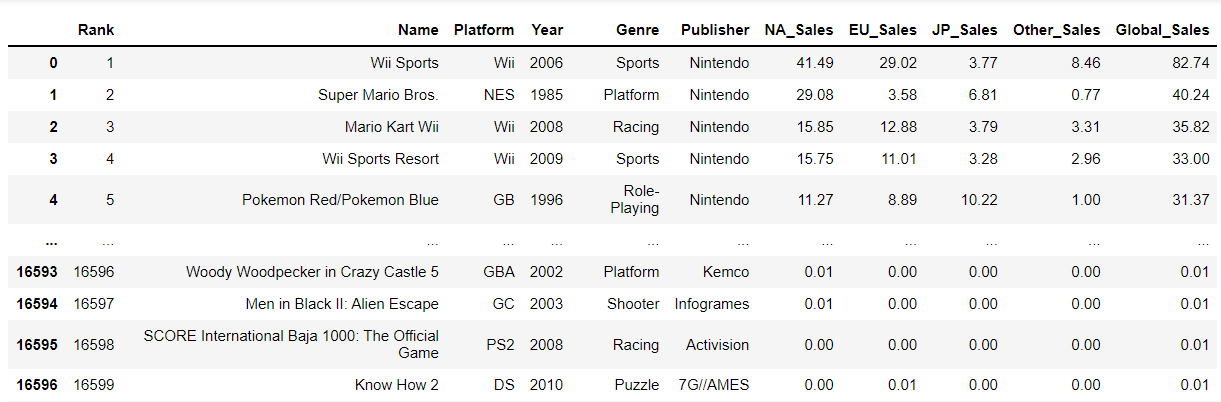 Rank Name Platform Year Genre Publisher NA_Sales EU_Sales JP_Sales Other_Sales Global_Sales
0 1 Wii Sports Wii 2006 Sports Nintendo 41.49 29.02 3.77 8.46 82.74
1 2 Super Mario Bros. NES 1985 Platform Nintendo 29.08 3.58 6.81 0.77 40.24
2 3 Mario Kart Wii Wii 2008 Racing Nintendo 15.85 12.88 3.79 3.31 35.82
3 4 Wii Sports Resort Wii 2009 Sports Nintendo 15.75 11.01 3.28 2.96 33.00
4 5 Pokemon Red/Pokemon Blue GB 1996 Role-
Playing Nintendo 11.27 8.89 10.22 1.00 31.37
... ... ... ... ... ... ... ... ... ... ... ...
16593 16596 Woody Woodpecker in Crazy Castle 5 GBA 2002 Platform Kemco 0.01 0.00 0.00 0.00 0.01
16594 16597 Men in Black II: Alien Escape GC 2003 Shooter Infogrames 0.01 0.00 0.00 0.00 0.01
16595 16598 SCORE International Baja 1000: The Official
Game PS2 2008 Racing Activision 0.00 0.00 0.00 0.00 0.01
16596 16599 Know How 2 DS 2010 Puzzle 7G//AMES 0.00 0.01 0.00 0.00 0.01